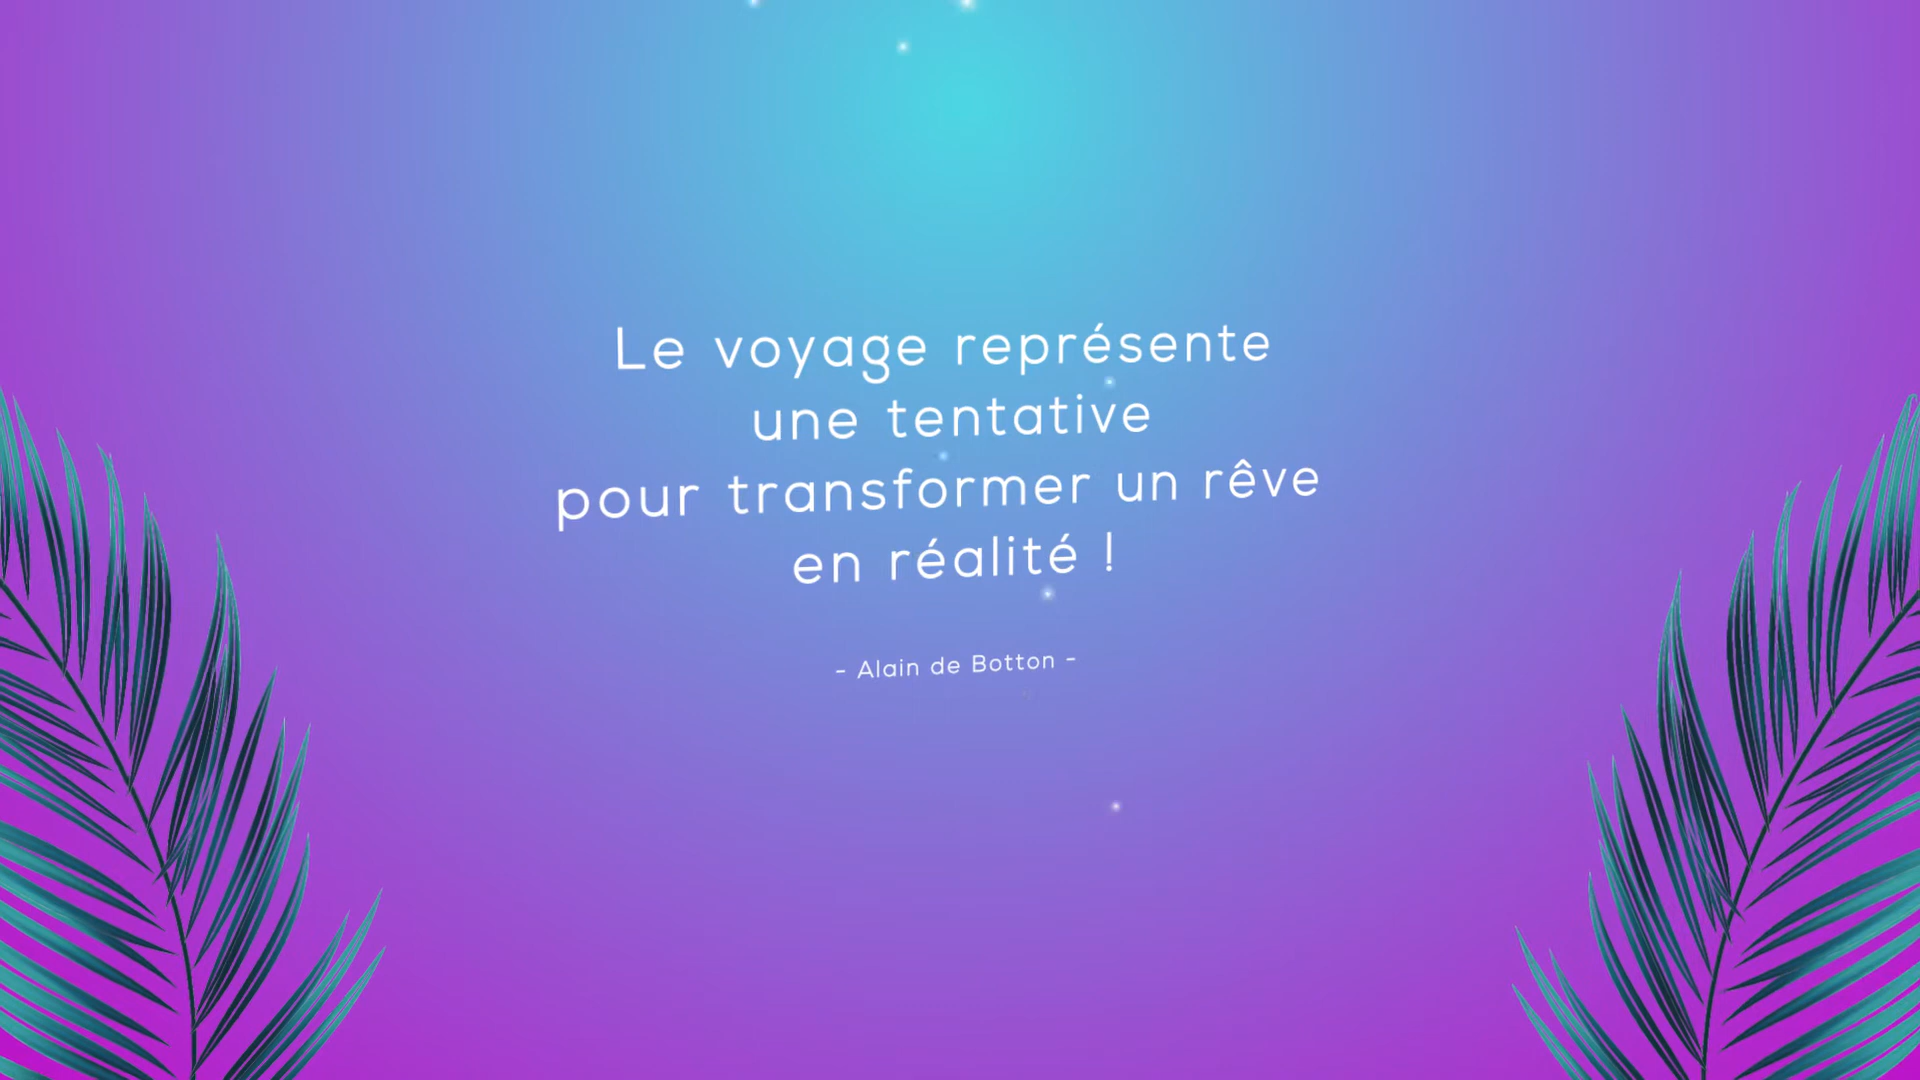 Le voyage représente
une tentative
pour transformer un rêve
en réalité !
- Alain de Botton -